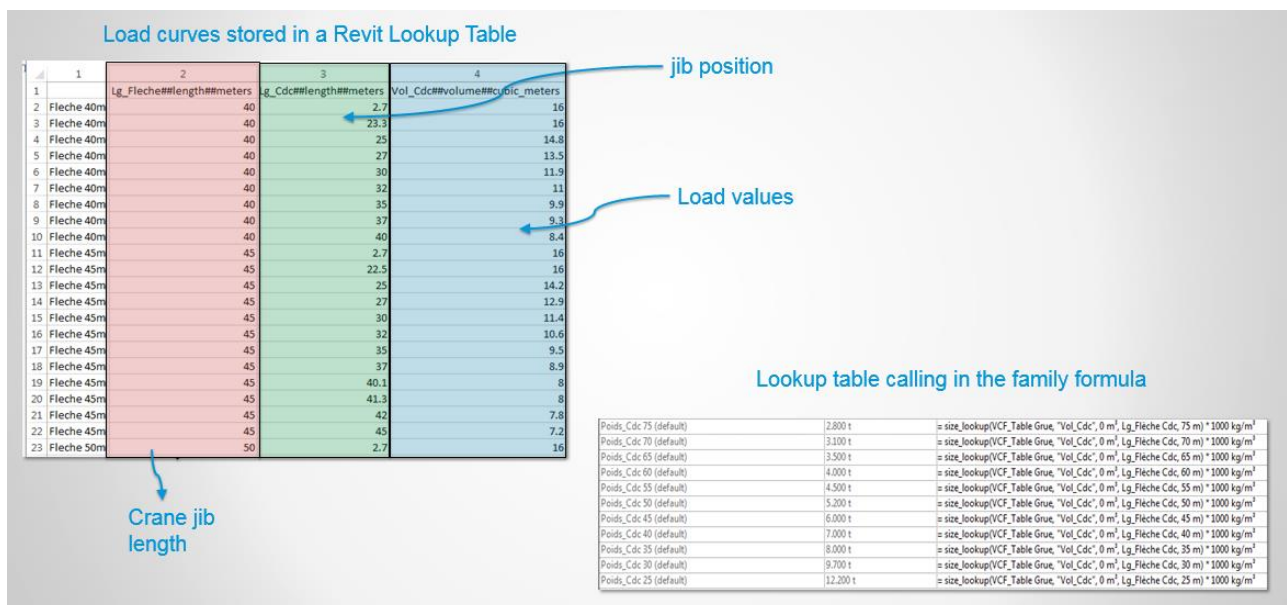 Load curves stored in a Revit Lookup Table
1 2 3 4
1 Lg_Fleche##length##meters Lg_Cdc##length##meters Vol_Cdc##volume##cubic_meters
2 Fleche 40m 40 2.7 16
3 Fleche 40m 40 23.3 16
4 Fleche 40m 40 25 14.8
5 Fleche 40m 40 27 13.5
6 Fleche 40m 40 30 11.9
7 Fleche 40m 40 32 11
8 Fleche 40m 40 35 9.9
9 Fleche 40m 40 37 9.3
10 Fleche 40m 40 40 8.4
11 Fleche 45m 45 2.7 16
12 Fleche 45m 45 22.5 16
13 Fleche 45m 45 25 14.2
14 Fleche 45m 45 27 12.9
15 Fleche 45m 45 30 11.4
16 Fleche 45m 45 32 10.6
17 Fleche 45m 45 35 9.5
18 Fleche 45m 45 37 8.9
19 Fleche 45m 45 40.1 8
20 Fleche 45m 45 41.3 8
21 Fleche 45m 45 42 7.8
22 Fleche 45m 45 45 7.2
23 Fleche 50m 50 2.7 16
jib position
Load values
Crane jib
length
Lookup table calling in the family formula
Poids_Cdc 75 (default) 2.800 t = size_lookup(VCF_Table Grue, "Vol_Cdc", 0 m³, Lg_Flèche Cdc, 75 m) * 1000 kg/m³
Poids_Cdc 70 (default) 3.100 t = size_lookup(VCF_Table Grue, "Vol_Cdc", 0 m³, Lg_Flèche Cdc, 70 m) * 1000 kg/m³
Poids_Cdc 65 (default) 3.500 t = size_lookup(VCF_Table Grue, "Vol_Cdc", 0 m³, Lg_Flèche Cdc, 65 m) * 1000 kg/m³
Poids_Cdc 60 (default) 4.000 t = size_lookup(VCF_Table Grue, "Vol_Cdc", 0 m³, Lg_Flèche Cdc, 60 m) * 1000 kg/m³
Poids_Cdc 55 (default) 4.500 t = size_lookup(VCF_Table Grue, "Vol_Cdc", 0 m³, Lg_Flèche Cdc, 55 m) * 1000 kg/m³
Poids_Cdc 50 (default) 5.200 t = size_lookup(VCF_Table Grue, "Vol_Cdc", 0 m³, Lg_Flèche Cdc, 50 m) * 1000 kg/m³
Poids_Cdc 45 (default) 6.000 t = size_lookup(VCF_Table Grue, "Vol_Cdc", 0 m³, Lg_Flèche Cdc, 45 m) * 1000 kg/m³
Poids_Cdc 40 (default) 7.000 t = size_lookup(VCF_Table Grue, "Vol_Cdc", 0 m³, Lg_Flèche Cdc, 40 m) * 1000 kg/m³
Poids_Cdc 35 (default) 8.000 t = size_lookup(VCF_Table Grue, "Vol_Cdc", 0 m³, Lg_Flèche Cdc, 35 m) * 1000 kg/m³
Poids_Cdc 30 (default) 9.700 t = size_lookup(VCF_Table Grue, "Vol_Cdc", 0 m³, Lg_Flèche Cdc, 30 m) * 1000 kg/m³
Poids_Cdc 25 (default) 12.200 t = size_lookup(VCF_Table Grue, "Vol_Cdc", 0 m³, Lg_Flèche Cdc, 25 m) * 1000 kg/m³